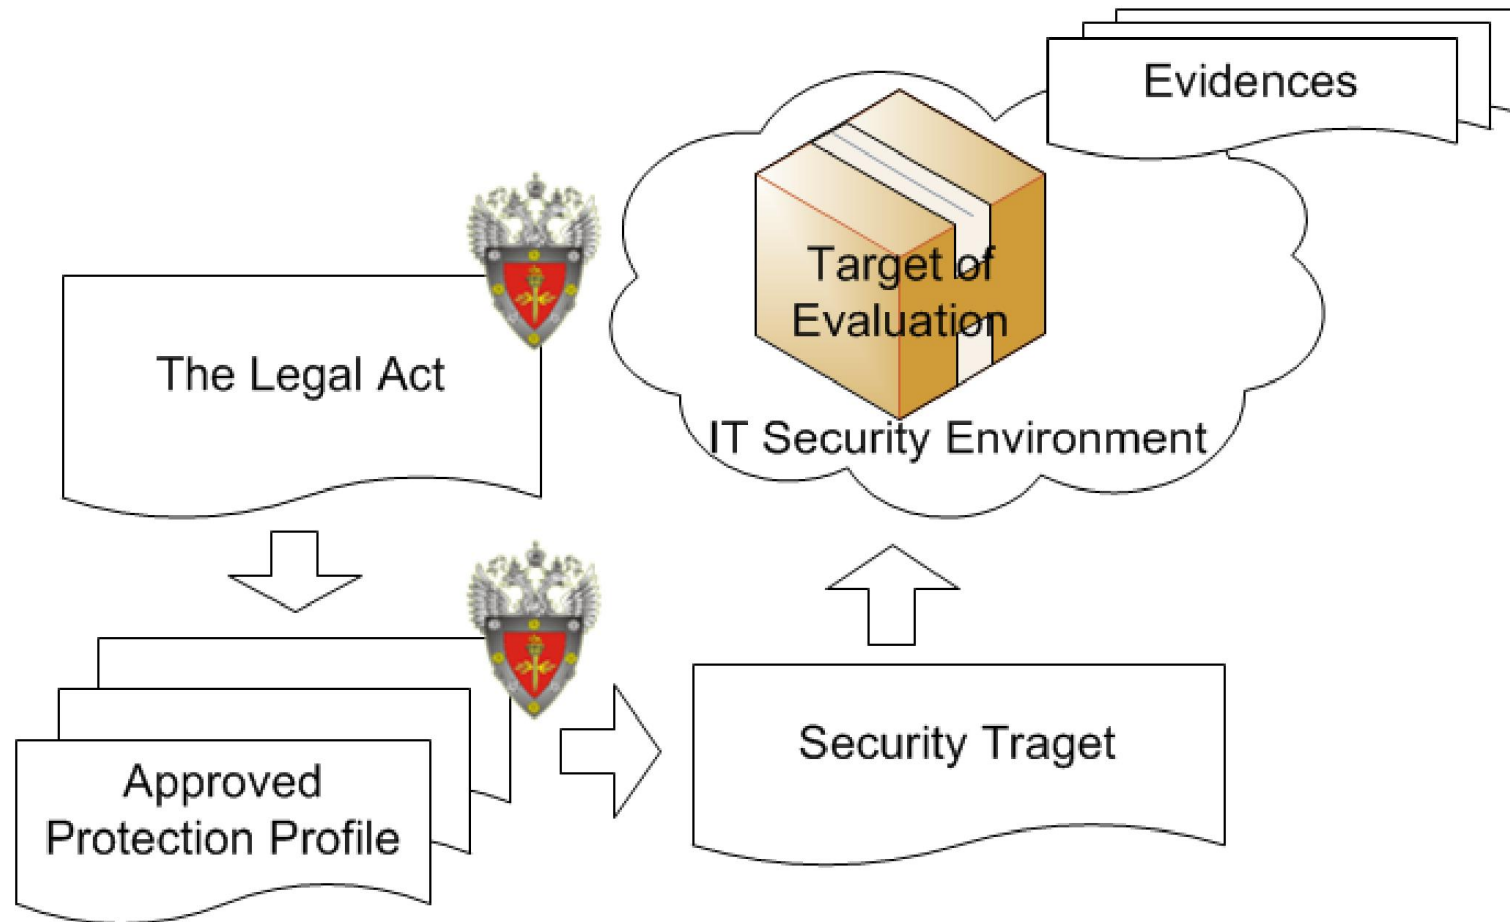 Evidences
Target of
Evaluation
IT Security Environment
The Legal Act
Approved
Protection Profile
Security Traget